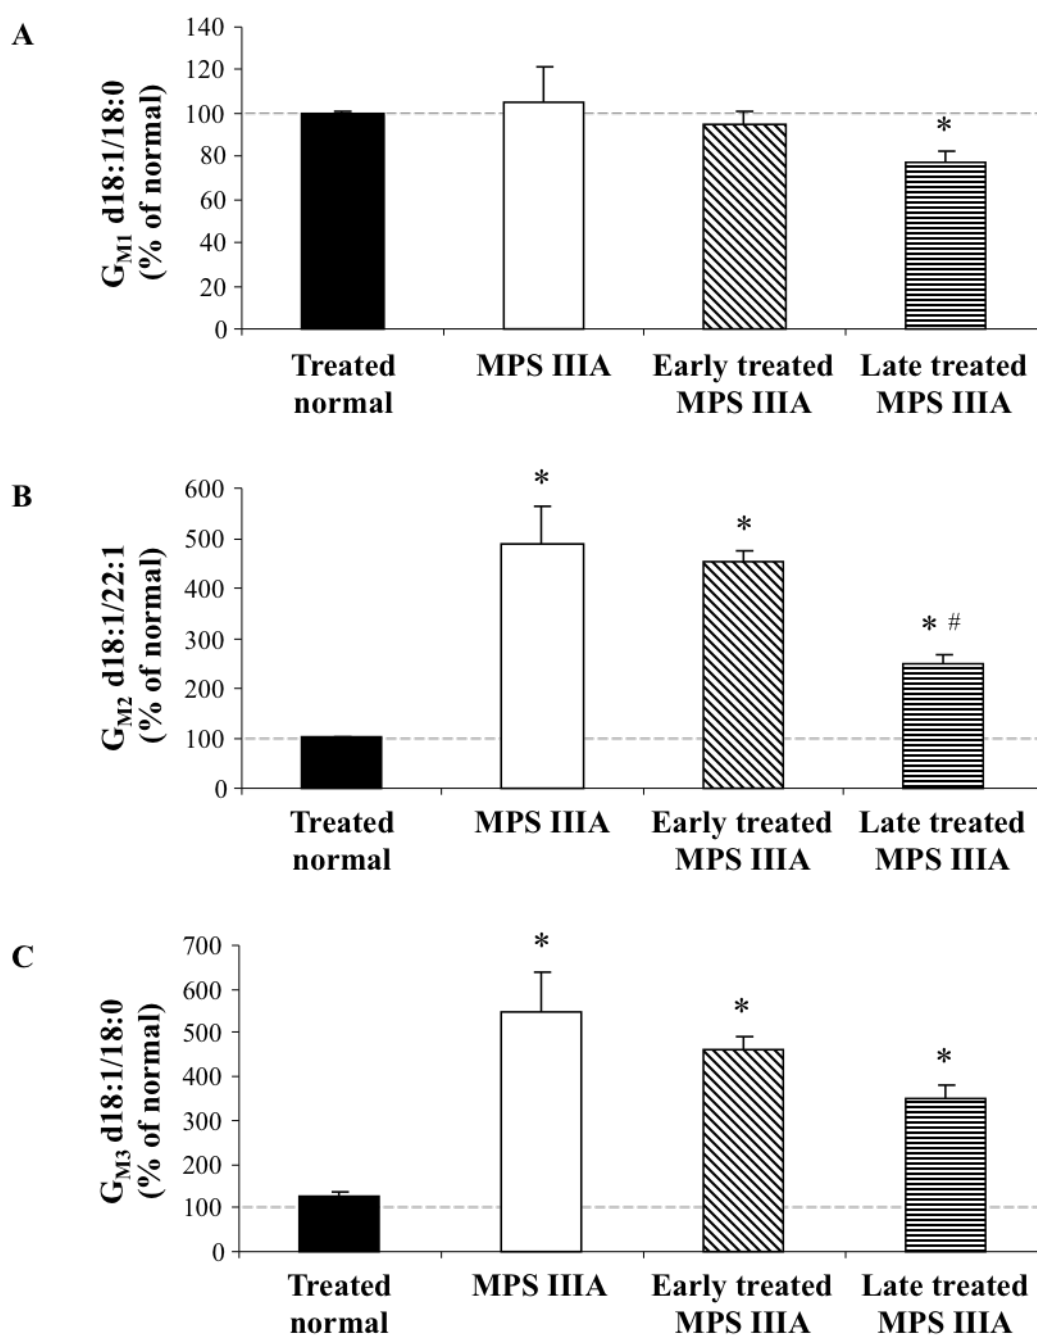 A
G_M1 d18:1/18:0
(% of normal)
140
120
100
80
60
40
20
0
*
Treated
normal
MPS IIIA
Early treated
MPS IIIA
Late treated
MPS IIIA
B
G_M2 d18:1/22:1
(% of normal)
600
500
400
300
200
100
0
*
*
* #
Treated
normal
MPS IIIA
Early treated
MPS IIIA
Late treated
MPS IIIA
C
G_M3 d18:1/18:0
(% of normal)
700
600
500
400
300
200
100
0
*
*
*
Treated
normal
MPS IIIA
Early treated
MPS IIIA
Late treated
MPS IIIA